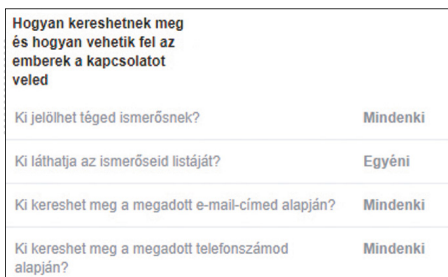 Hogyan kereshetnek meg
és hogyan vehetik fel az
emberek a kapcsolatot
veled
Ki jelölhet téged ismerősnek? Mindenki
Ki láthatja az ismerőseid listáját? Egyéni
Ki kereshet meg a megadott e-mail-címed alapján? Mindenki
Ki kereshet meg a megadott telefonszámod Mindenki
alapján?